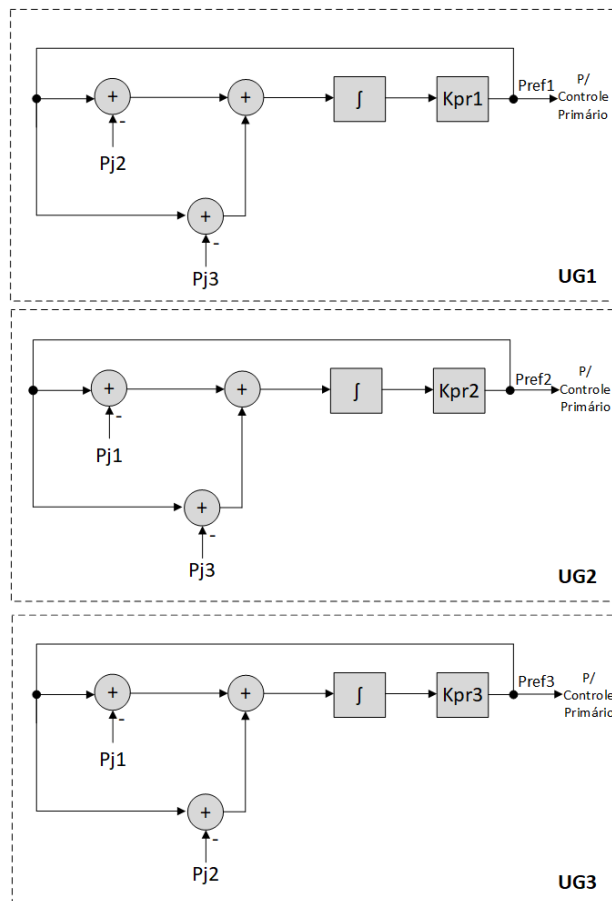 +
+
∫
Kpr1
Pref1
P/
Controle
Primário
-
Pj2
+
-
Pj3
UG1
+
+
∫
Kpr2
Pref2
P/
Controle
Primário
-
Pj1
+
-
Pj3
UG2
+
+
∫
Kpr3
Pref3
P/
Controle
Primário
-
Pj1
+
-
Pj2
UG3